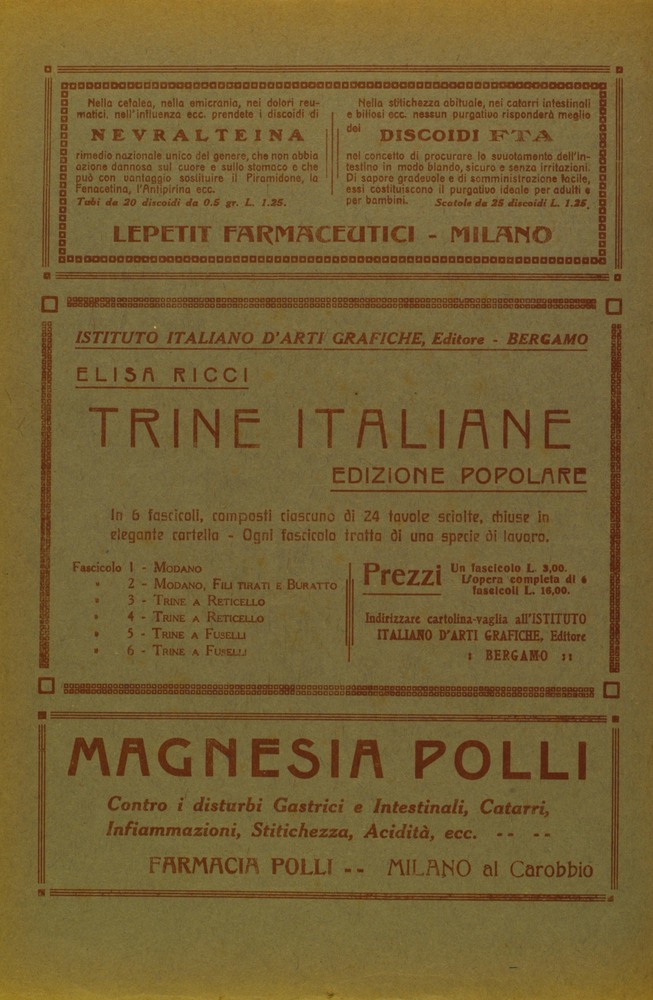 Nella cefalea, nella emicrania, nei dolori reu-
matici, nell'influenza ecc. prendete i discoidi di
NEVRALTEINA
rimedio nazionale unico del genere, che non abbia
azione dannosa sul cuore e sullo stomaco e che
può con vantaggio sostituire il Piramidone, la
Fenacetina, l'Antipirina ecc.
Tubi da 20 discoidi da 0.5 gr. L. 1.25.
Nella stitichezza abituale, nei catarri intestinali
e biliosi ecc. nessun purgativo risponderà meglio
dei DISCOIDI FTA
nel concetto di procurare lo svuotamento dell'in-
testino in modo blando, sicuro e senza irritazioni.
Di sapore gradevole e di somministrazione facile,
essi costituiscono il purgativo ideale per adulti e
per bambini. Scatole da 25 discoidi L. 1.25.
LEPETIT FARMACEUTICI - MILANO
ISTITUTO ITALIANO D'ARTI GRAFICHE, Editore - BERGAMO
ELISA RICCI
TRINE ITALIANE
EDIZIONE POPOLARE
In 6 fascicoli, composti ciascuno di 24 tavole sciolte, chiuse in
elegante cartella - Ogni fascicolo tratta di una specie di lavoro.
Fascicolo 1 - Modano
" 2 - Modano, Fili tirati e Buratto
" 3 - Trine a Reticello
" 4 - Trine a Reticello
" 5 - Trine a Fuselli
" 6 - Trine a Fuselli
Prezzi Un fascicolo L. 3,00.
L'opera completa di 6
fascicoli L. 16,00.
Indirizzare cartolina-vaglia all'ISTITUTO
ITALIANO D'ARTI GRAFICHE, Editore
: BERGAMO ::
MAGNESIA POLLI
Contro i disturbi Gastrici e Intestinali, Catarri,
Infiammazioni, Stitichezza, Acidità, ecc. -- --
FARMACIA POLLI -- MILANO al Carobbio